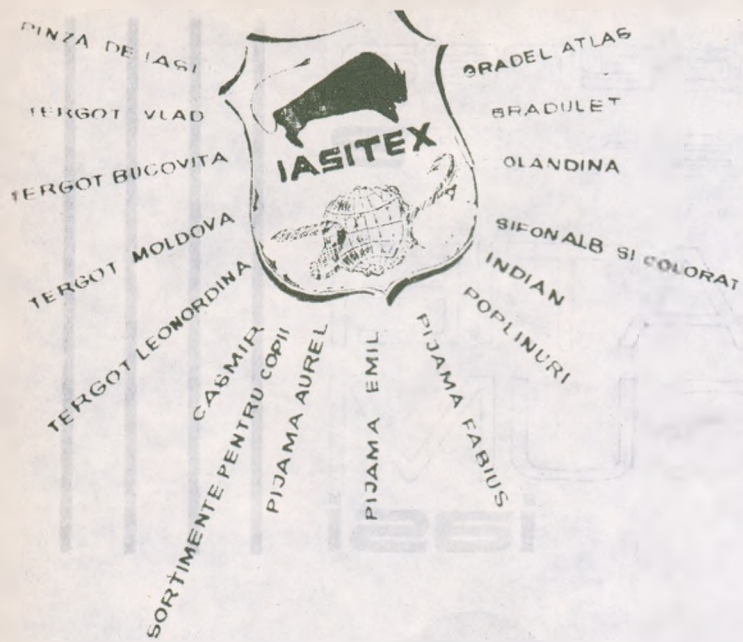 PINZA DE IASI
TERGOT VLAD
TERGOT BUCOVITA
TERGOT MOLDOVA
TERGOT LEONORDINA
CASMIR
SORTIMENTE PENTRU COPII
PIJAMA AUREL
PIJAMA EMIL
PIJAMA FABIUS
POPLINURI
INDIAN
SIFON ALB SI COLORAT
OLANDINA
GRADULET
GRADEL ATLAS
IASITEX